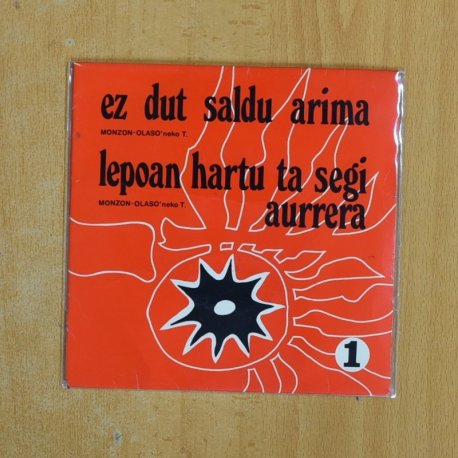 ez dut saldu arima
MONZON-OLASO'neko T.
lepoan hartu ta segi
aurrera
MONZON-OLASO'neko T.
1